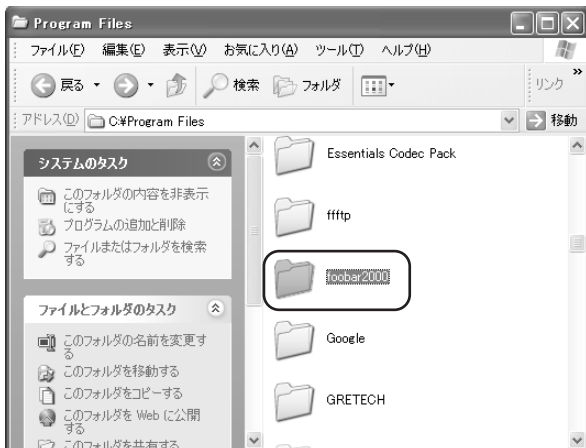 Program Files
ファイル(F) 編集(E) 表示(V) お気に入り(A) ツール(T) ヘルプ(H)
戻る 検索 フォルダ リンク »
アドレス(D) C:¥Program Files 移動
システムのタスク
このフォルダの内容を非表示
にする
プログラムの追加と削除
ファイルまたはフォルダを検索
する
ファイルとフォルダのタスク
このフォルダの名前を変更す
る
このフォルダを移動する
このフォルダをコピーする
このフォルダを Web に公開
する
このフォルダを共有する
Essentials Codec Pack
ffftp
foobar2000
Google
GRETECH